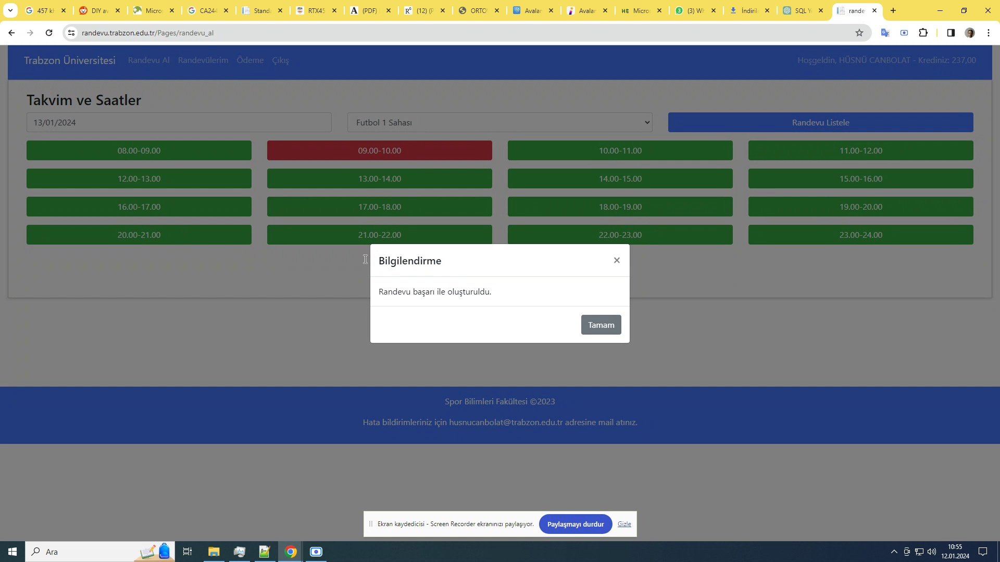 457 kl
DIY av
Micro
CA244
Stand
RTX45
(PDF)
(12) (P
ORTO
Avalar
Avalar
Micro
(3) W
İndiril
SQL Y
rande
randevu.trabzon.edu.tr/Pages/randevu_al
Trabzon Üniversitesi Randevu Al Randevülerim Ödeme Çıkış Hoşgeldin, HÜSNÜ CANBOLAT - Krediniz: 237,00
Takvim ve Saatler
13/01/2024 Futbol 1 Sahası Randevu Listele
08.00-09.00 09.00-10.00 10.00-11.00 11.00-12.00
12.00-13.00 13.00-14.00 14.00-15.00 15.00-16.00
16.00-17.00 17.00-18.00 18.00-19.00 19.00-20.00
20.00-21.00 21.00-22.00 22.00-23.00 23.00-24.00
Bilgilendirme ×
Randevu başarı ile oluşturuldu.
Tamam
Spor Bilimleri Fakültesi ©2023
Hata bildirimleriniz için husnucanbolat@trabzon.edu.tr adresine mail atınız.
Ekran kaydedicisi - Screen Recorder ekranınızı paylaşıyor. Paylaşmayı durdur Gizle
Ara
10:55
12.01.2024